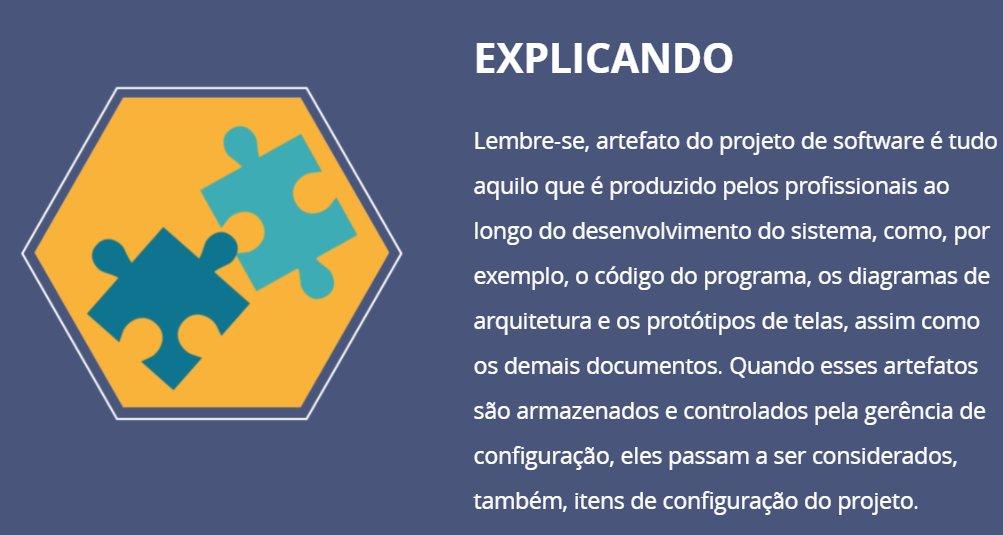 EXPLICANDO
Lembre-se, artefato do projeto de software é tudo
aquilo que é produzido pelos profissionais ao
longo do desenvolvimento do sistema, como, por
exemplo, o código do programa, os diagramas de
arquitetura e os protótipos de telas, assim como
os demais documentos. Quando esses artefatos
são armazenados e controlados pela gerência de
configuração, eles passam a ser considerados,
também, itens de configuração do projeto.